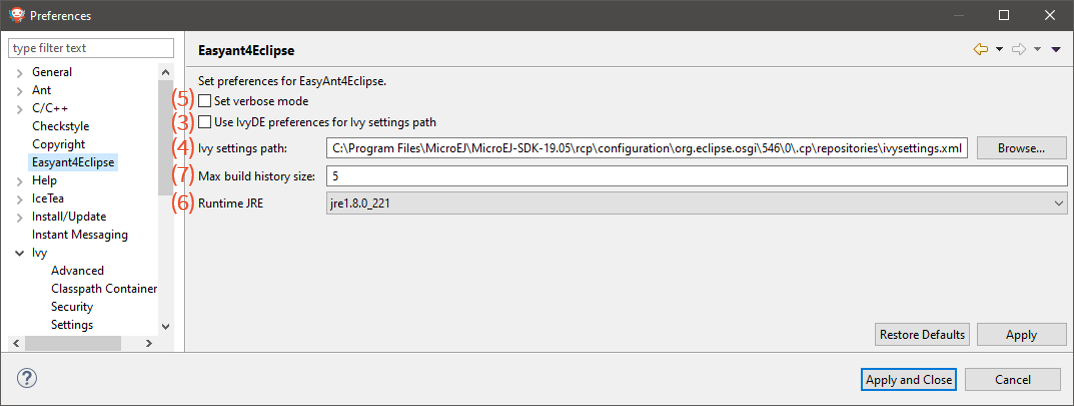 Preferences
type filter text
General
Ant
C/C++
Checkstyle
Copyright
Easyant4Eclipse
Help
IceTea
Install/Update
Instant Messaging
Ivy
Advanced
Classpath Container
Security
Settings
Easyant4Eclipse
Set preferences for EasyAnt4Eclipse.
(5) Set verbose mode
(3) Use IvyDE preferences for Ivy settings path
(4) Ivy settings path: C:\Program Files\MicroEJ\MicroEJ-SDK-19.05\rcp\configuration\org.eclipse.osgi\546\0\.cp\repositories\ivysettings.xml Browse...
(7) Max build history size: 5
(6) Runtime JRE jre1.8.0_221
Restore Defaults Apply
? Apply and Close Cancel